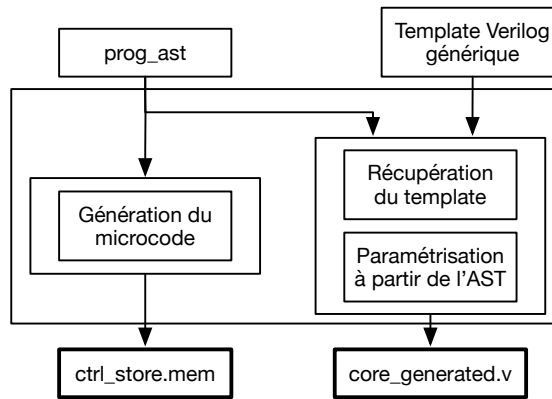 prog_ast
Template Verilog
générique
Génération du
microcode
Récupération
du template
Paramétrisation
à partir de l'AST
ctrl_store.mem
core_generated.v